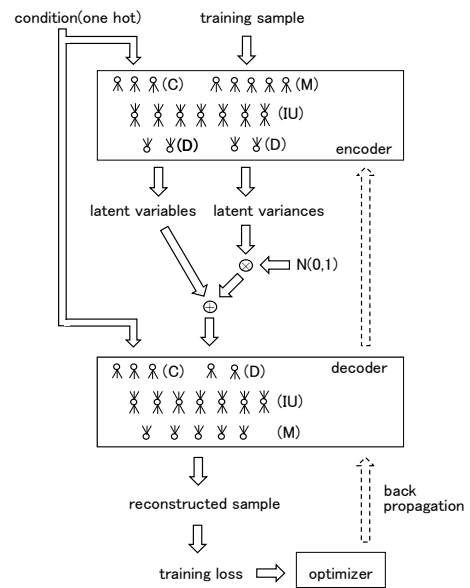 condition(one hot)
training sample
(C)
(M)
(IU)
(D)
(D)
encoder
latent variables
latent variances
N(0,1)
decoder
(C)
(D)
(IU)
(M)
back
propagation
reconstructed sample
training loss
optimizer